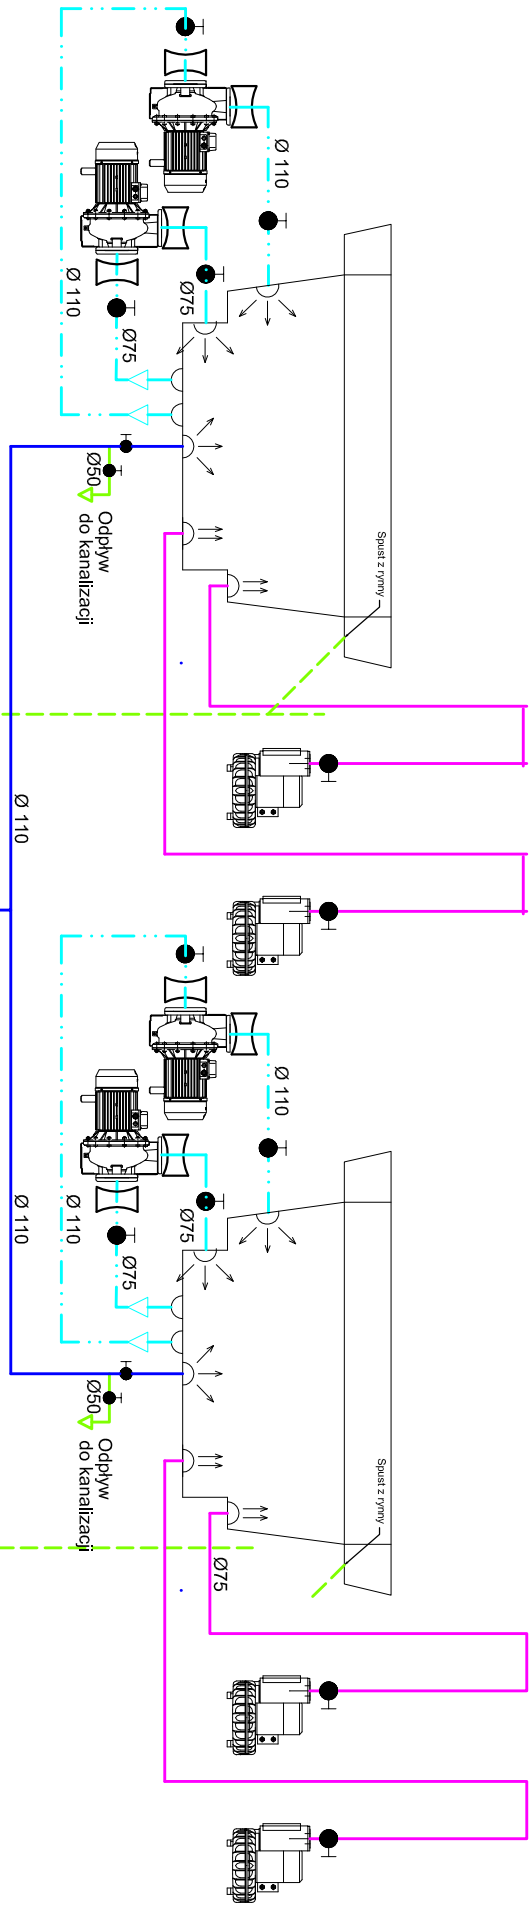 Ø 110
Ø75
Ø 110
Ø75
Ø50
Odpływ
do kanalizacji
Spust z rynny
Ø 110
Ø 110
Ø75
Ø 110
Ø 110
Ø75
Ø50
Odpływ
do kanalizacji
Spust z rynny
Ø75